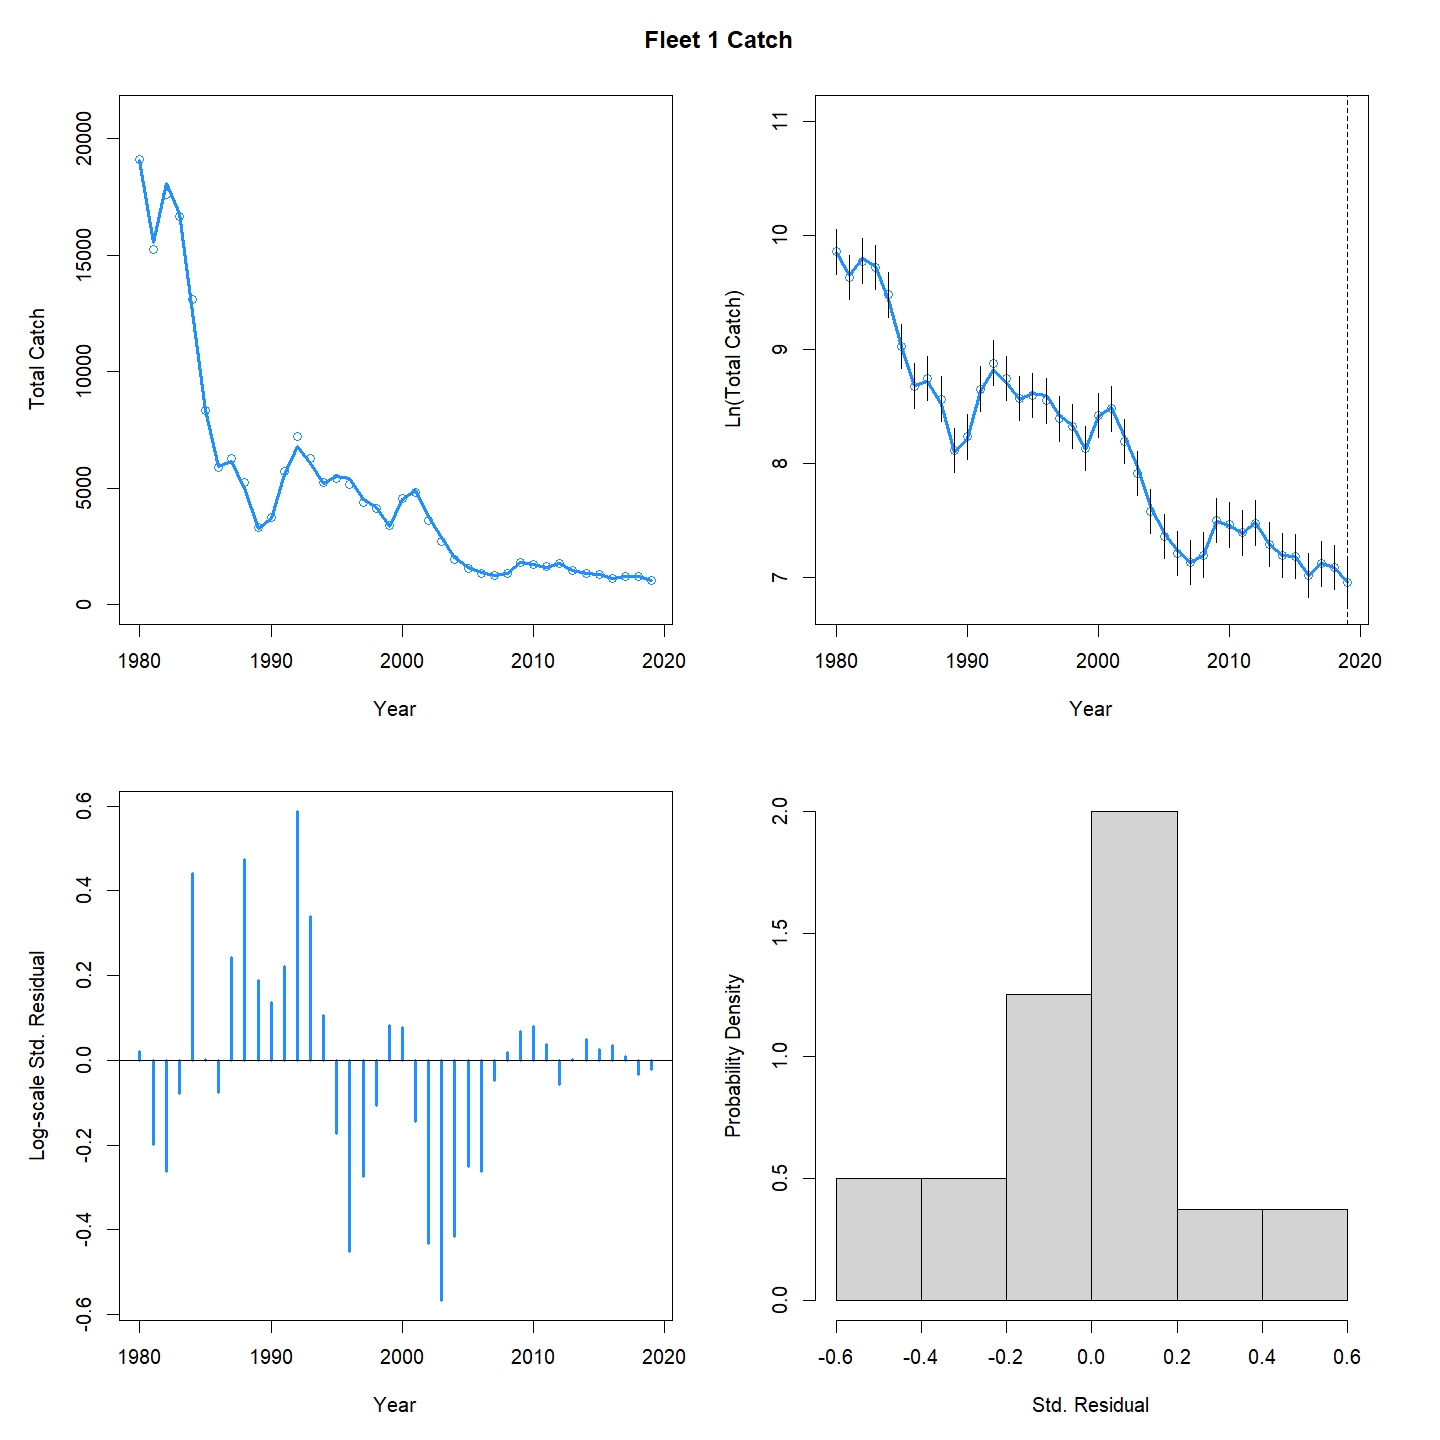 Fleet 1 Catch
Total Catch
0 5000 10000 15000 20000
1980 1990 2000 2010 2020
Year
Ln(Total Catch)
7 8 9 10 11
1980 1990 2000 2010 2020
Year
Log-scale Std. Residual
-0.6 -0.4 -0.2 0.0 0.2 0.4 0.6
1980 1990 2000 2010 2020
Year
Probability Density
0.0 0.5 1.0 1.5 2.0
-0.6 -0.4 -0.2 0.0 0.2 0.4 0.6
Std. Residual